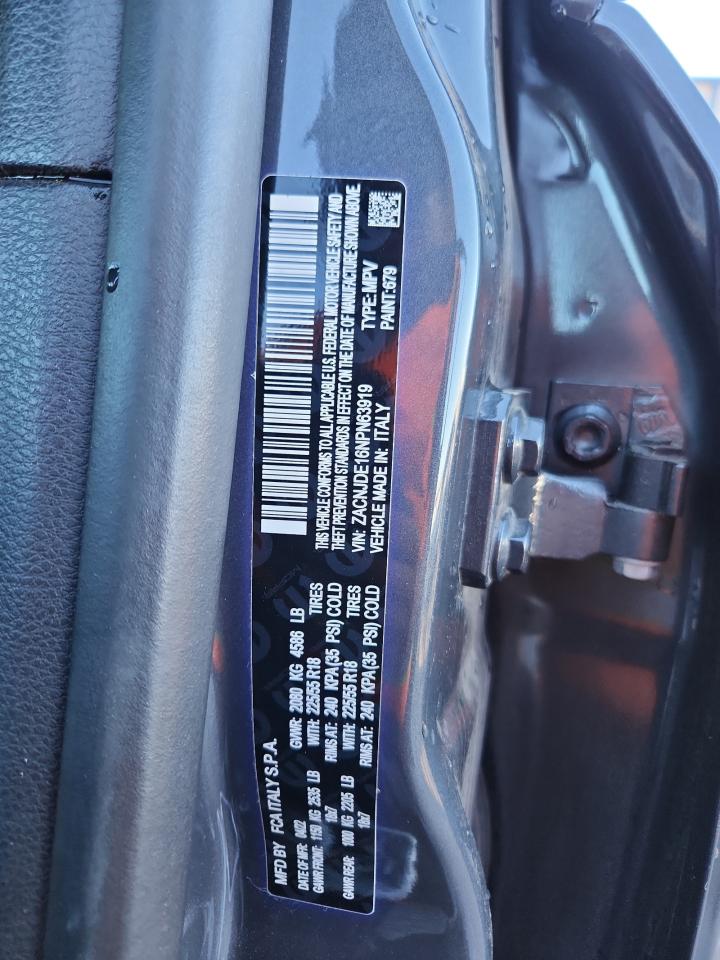 MFD BY FCA ITALY S.P.A.
DATE OF MFR: 04/22 GVWR: 2080 KG 4586 LB
GAWR FRONT: 1150 KG 2535 LB WITH: 225/55 R18 TIRES
18x7 RIMS AT: 240 KPA(35 PSI) COLD
GAWR REAR: 1000 KG 2205 LB WITH: 225/55 R18 TIRES
18x7 RIMS AT: 240 KPA(35 PSI) COLD
THIS VEHICLE CONFORMS TO ALL APPLICABLE U.S. FEDERAL MOTOR VEHICLE SAFETY AND
THEFT PREVENTION STANDARDS IN EFFECT ON THE DATE OF MANUFACTURE SHOWN ABOVE
VIN: ZACNJDE16NPN63919 TYPE: MPV
VEHICLE MADE IN: ITALY PAINT:679